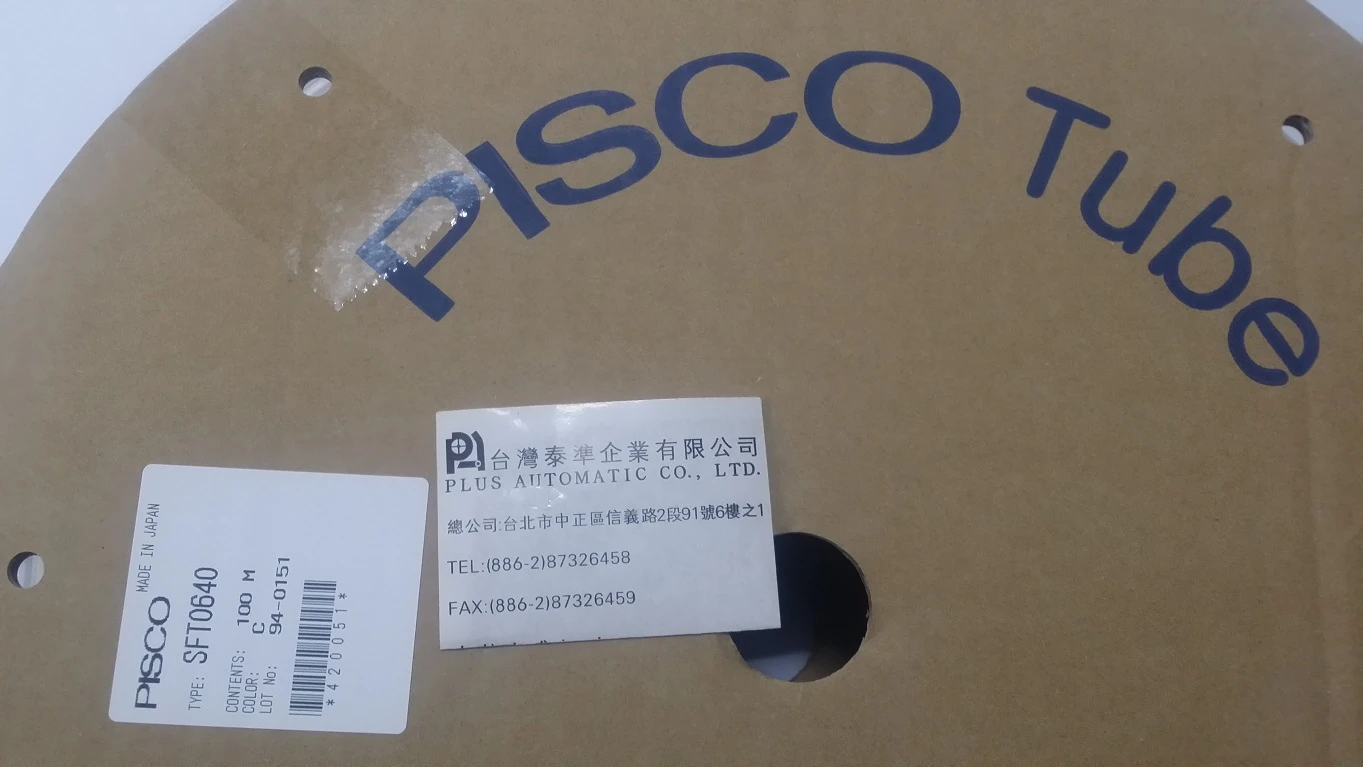 PISCO Tube
台灣泰準企業有限公司
PLUS AUTOMATIC CO., LTD.
總公司:台北市中正區信義路2段91號6樓之1
TEL:(886-2)87326458
FAX:(886-2)87326459
PISCO MADE IN JAPAN
TYPE: SFT0640
CONTENTS: 100 M
COLOR: C
LOT No: 94-0151
*420051*